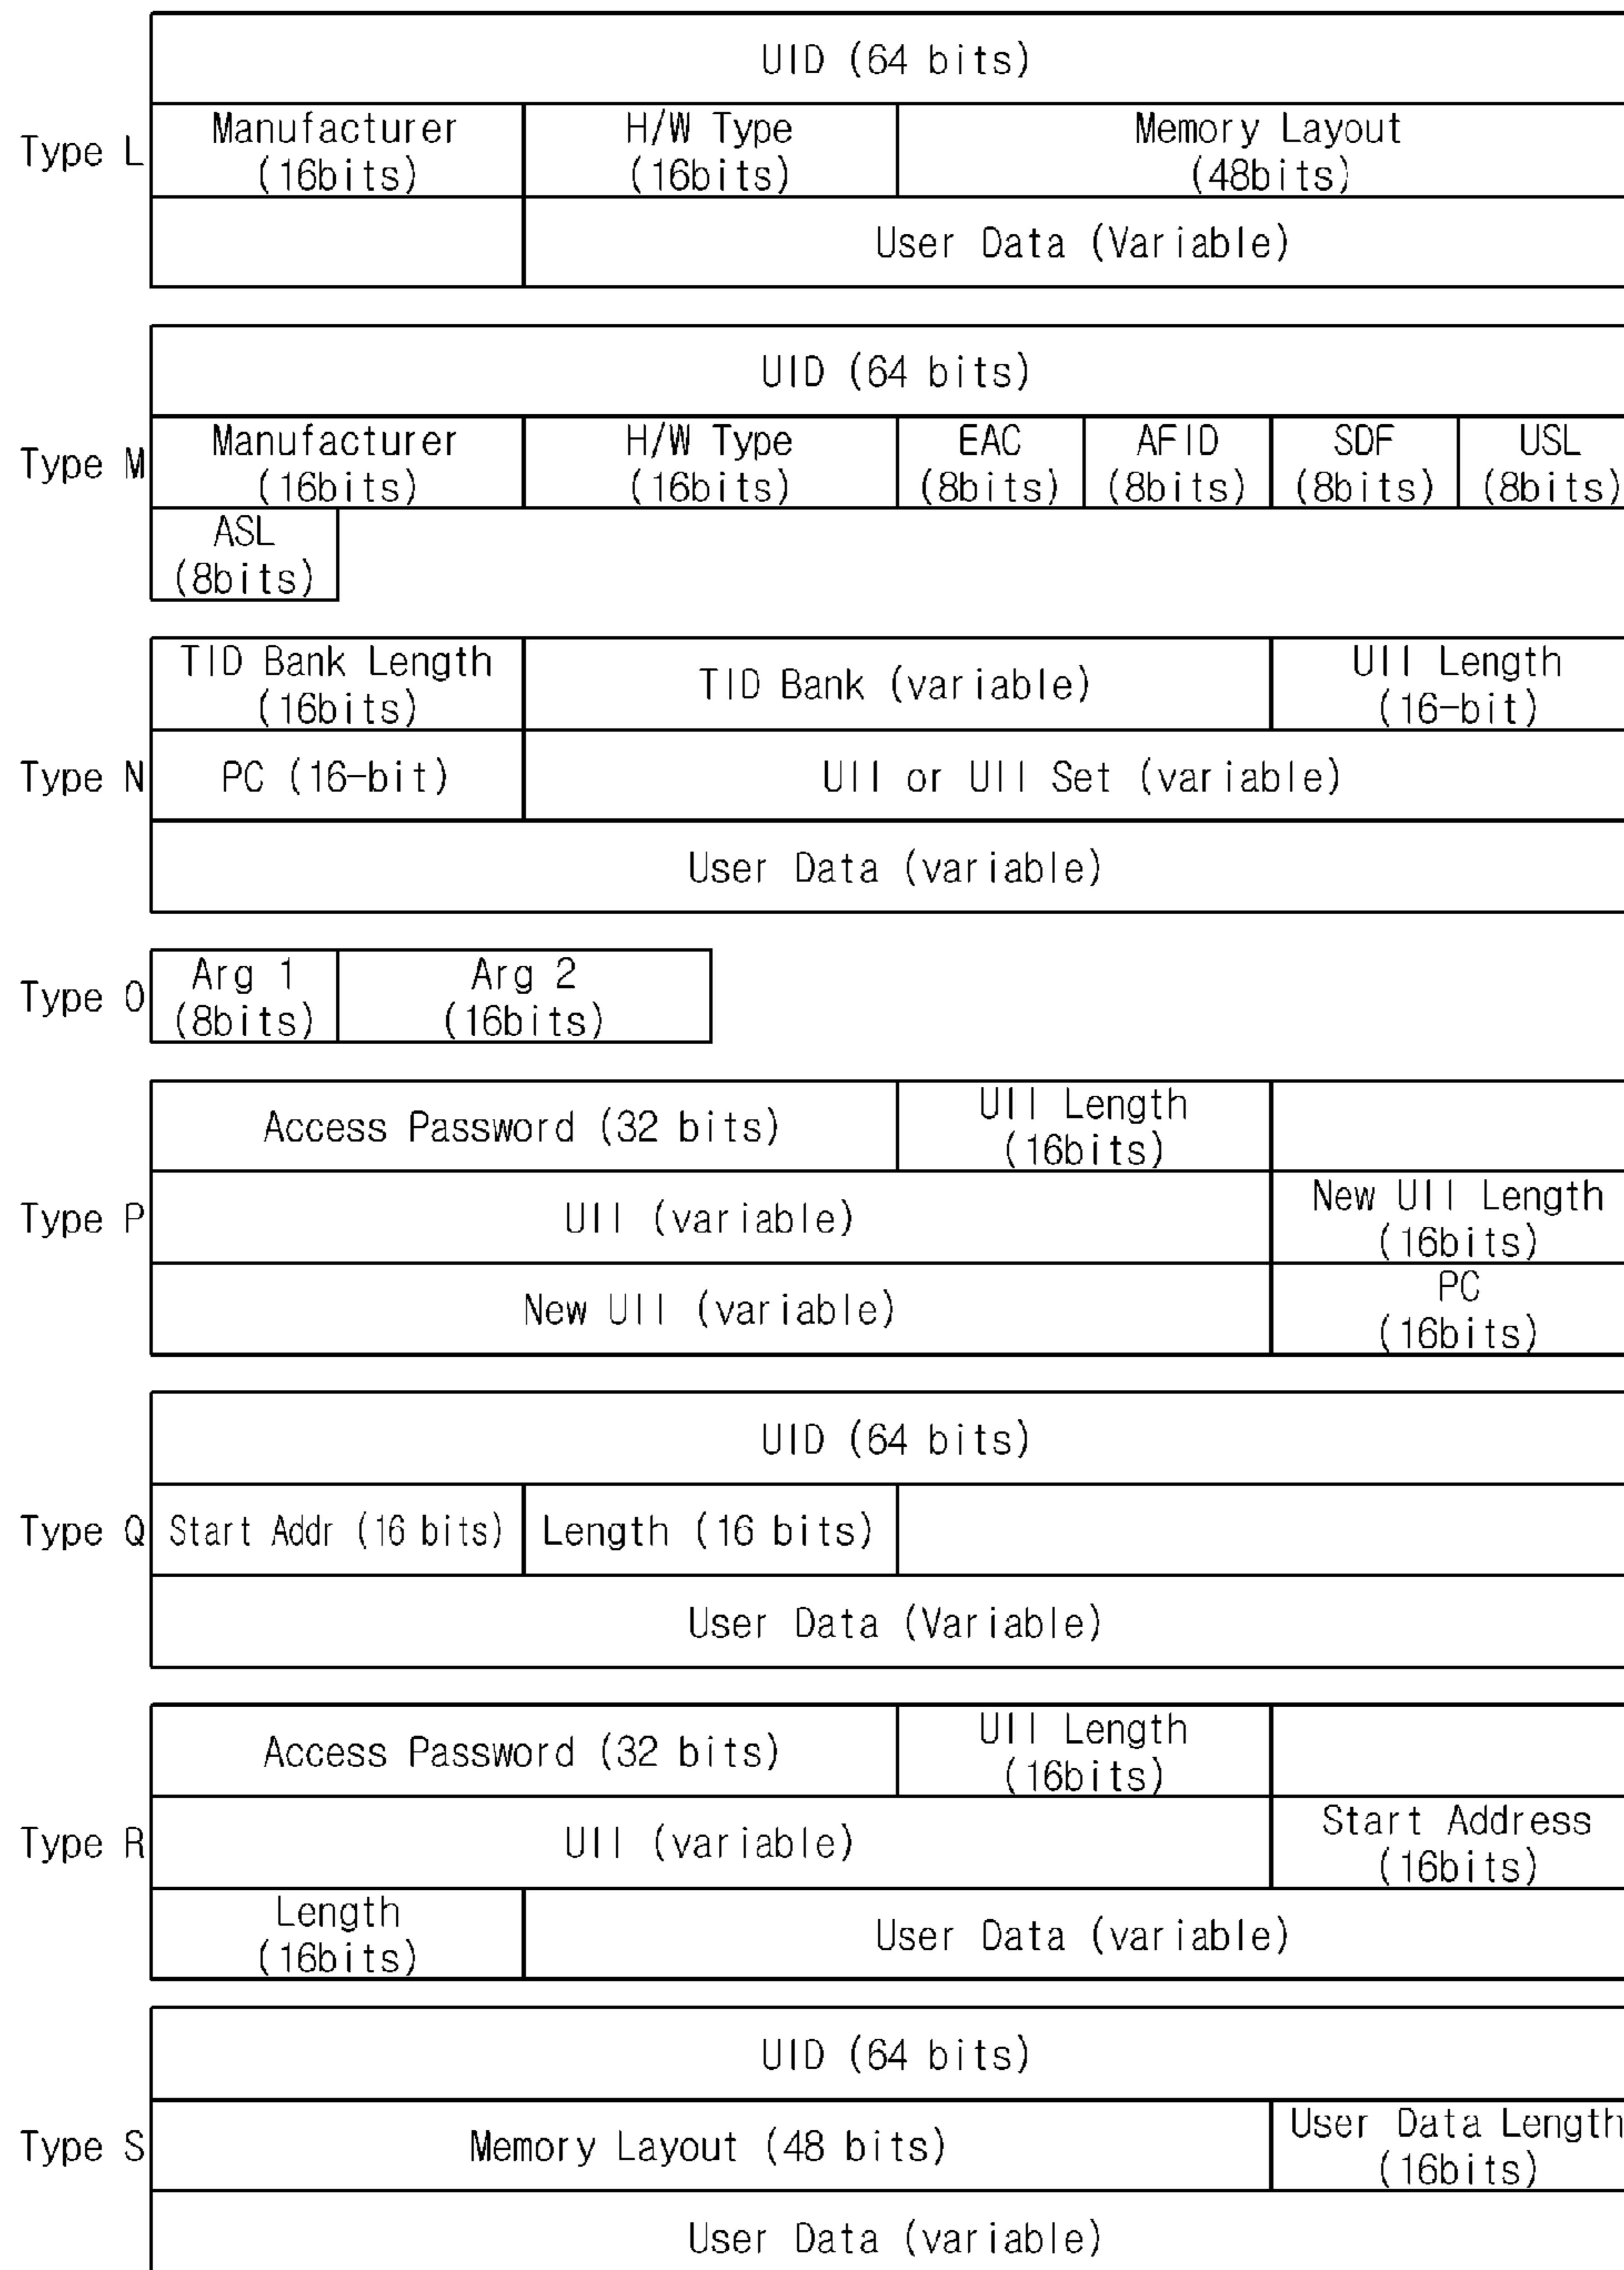 UID (64 bits)
Type L
Manufacturer
(16bits)
H/W Type
(16bits)
Memory Layout
(48bits)
User Data (Variable)
UID (64 bits)
Type M
Manufacturer
(16bits)
H/W Type
(16bits)
EAC
(8bits)
AFID
(8bits)
SDF
(8bits)
USL
(8bits)
ASL
(8bits)
TID Bank Length
(16bits)
TID Bank (variable)
UII Length
(16-bit)
Type N
PC (16-bit)
UII or UII Set (variable)
User Data (variable)
Type O
Arg 1
(8bits)
Arg 2
(16bits)
Access Password (32 bits)
UII Length
(16bits)
Type P
UII (variable)
New UII Length
(16bits)
New UII (variable)
PC
(16bits)
UID (64 bits)
Type Q
Start Addr (16 bits)
Length (16 bits)
User Data (Variable)
Access Password (32 bits)
UII Length
(16bits)
Type R
UII (variable)
Start Address
(16bits)
Length
(16bits)
User Data (variable)
UID (64 bits)
Type S
Memory Layout (48 bits)
User Data Length
(16bits)
User Data (variable)